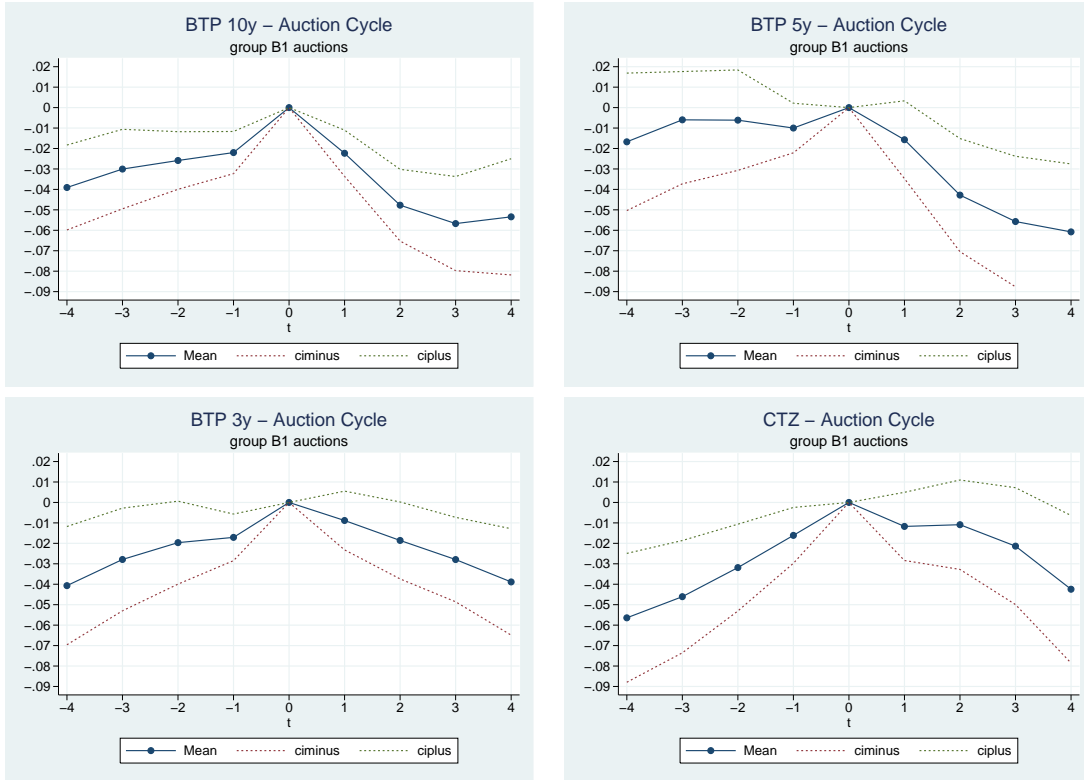 BTP 10y – Auction Cycle
group B1 auctions
.02
.01
0
–.01
–.02
–.03
–.04
–.05
–.06
–.07
–.08
–.09
–4 –3 –2 –1 0 1 2 3 4
t
Mean ciminus ciplus
BTP 5y – Auction Cycle
group B1 auctions
.02
.01
0
–.01
–.02
–.03
–.04
–.05
–.06
–.07
–.08
–.09
–4 –3 –2 –1 0 1 2 3 4
t
Mean ciminus ciplus
BTP 3y – Auction Cycle
group B1 auctions
.02
.01
0
–.01
–.02
–.03
–.04
–.05
–.06
–.07
–.08
–.09
–4 –3 –2 –1 0 1 2 3 4
t
Mean ciminus ciplus
CTZ – Auction Cycle
group B1 auctions
.02
.01
0
–.01
–.02
–.03
–.04
–.05
–.06
–.07
–.08
–.09
–4 –3 –2 –1 0 1 2 3 4
t
Mean ciminus ciplus